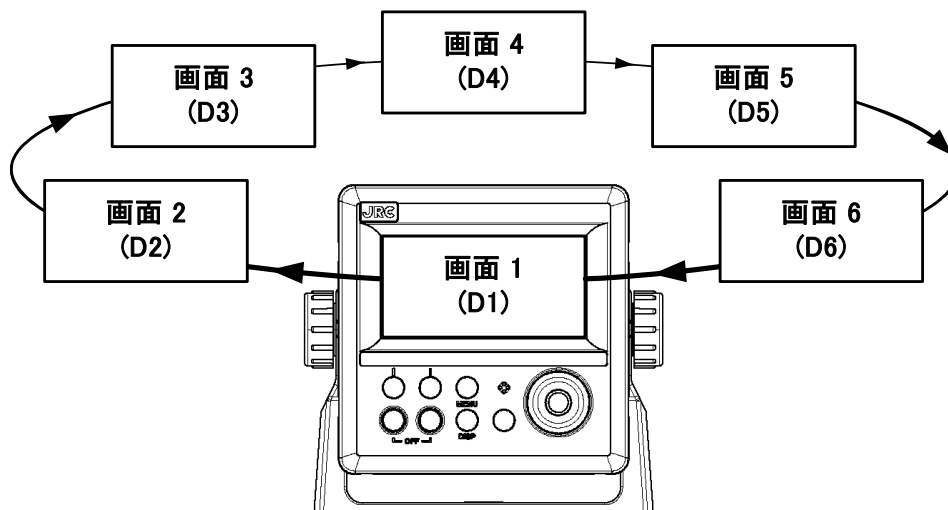 画面 4
(D4)
画面 3
(D3)
画面 5
(D5)
画面 2
(D2)
画面 6
(D6)
JRC
画面 1
(D1)
MENU
OFF
DISP